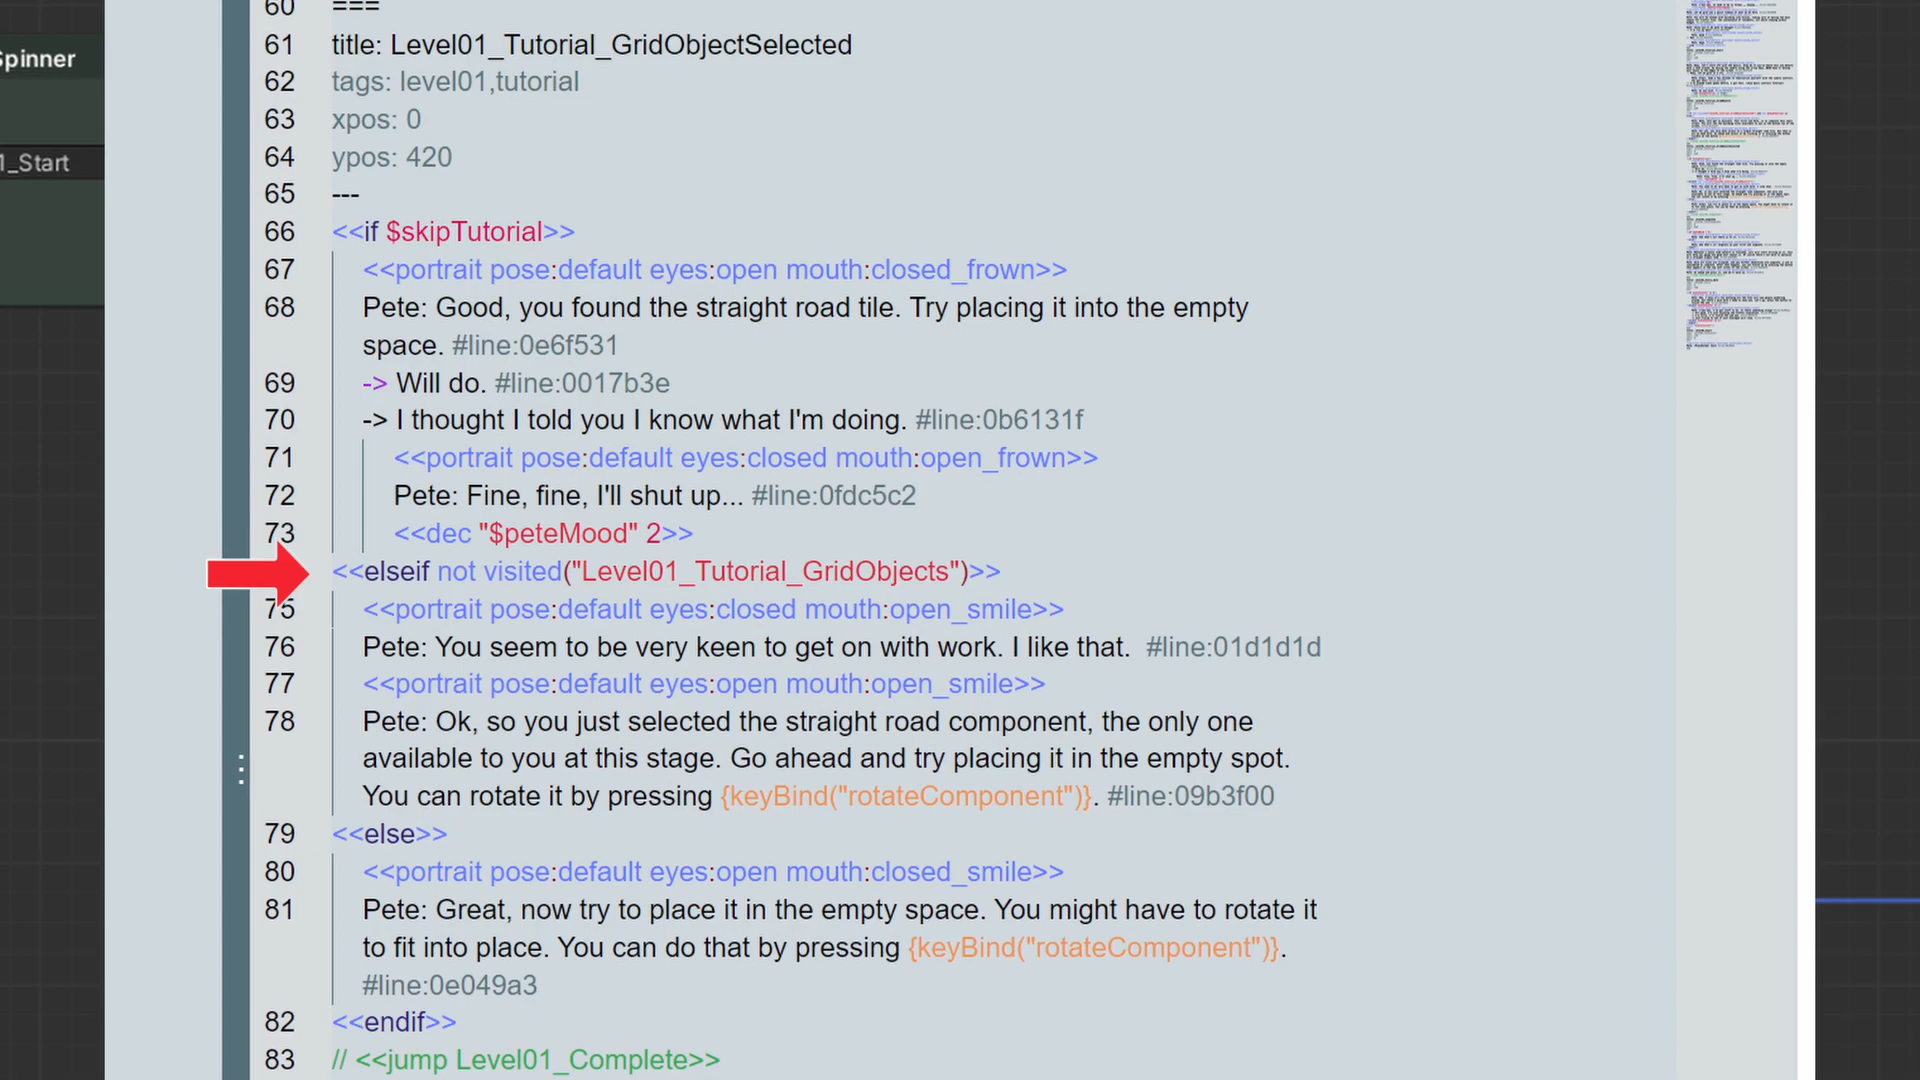 Spinner
1_Start
60 ===
61 title: Level01_Tutorial_GridObjectSelected
62 tags: level01,tutorial
63 xpos: 0
64 ypos: 420
65 ---
66 <<if $skipTutorial>>
67 <<portrait pose:default eyes:open mouth:closed_frown>>
68 Pete: Good, you found the straight road tile. Try placing it into the empty
space. #line:0e6f531
69 -> Will do. #line:0017b3e
70 -> I thought I told you I know what I'm doing. #line:0b6131f
71 <<portrait pose:default eyes:closed mouth:open_frown>>
72 Pete: Fine, fine, I'll shut up... #line:0fdc5c2
73 <<dec "$peteMood" 2>>
<<elseif not visited("Level01_Tutorial_GridObjects")>>
75 <<portrait pose:default eyes:closed mouth:open_smile>>
76 Pete: You seem to be very keen to get on with work. I like that.  #line:01d1d1d
77 <<portrait pose:default eyes:open mouth:open_smile>>
78 Pete: Ok, so you just selected the straight road component, the only one
available to you at this stage. Go ahead and try placing it in the empty spot.
You can rotate it by pressing {keyBind("rotateComponent")}. #line:09b3f00
79 <<else>>
80 <<portrait pose:default eyes:open mouth:closed_smile>>
81 Pete: Great, now try to place it in the empty space. You might have to rotate it
to fit into place. You can do that by pressing {keyBind("rotateComponent")}.
#line:0e049a3
82 <<endif>>
83 // <<jump Level01_Complete>>